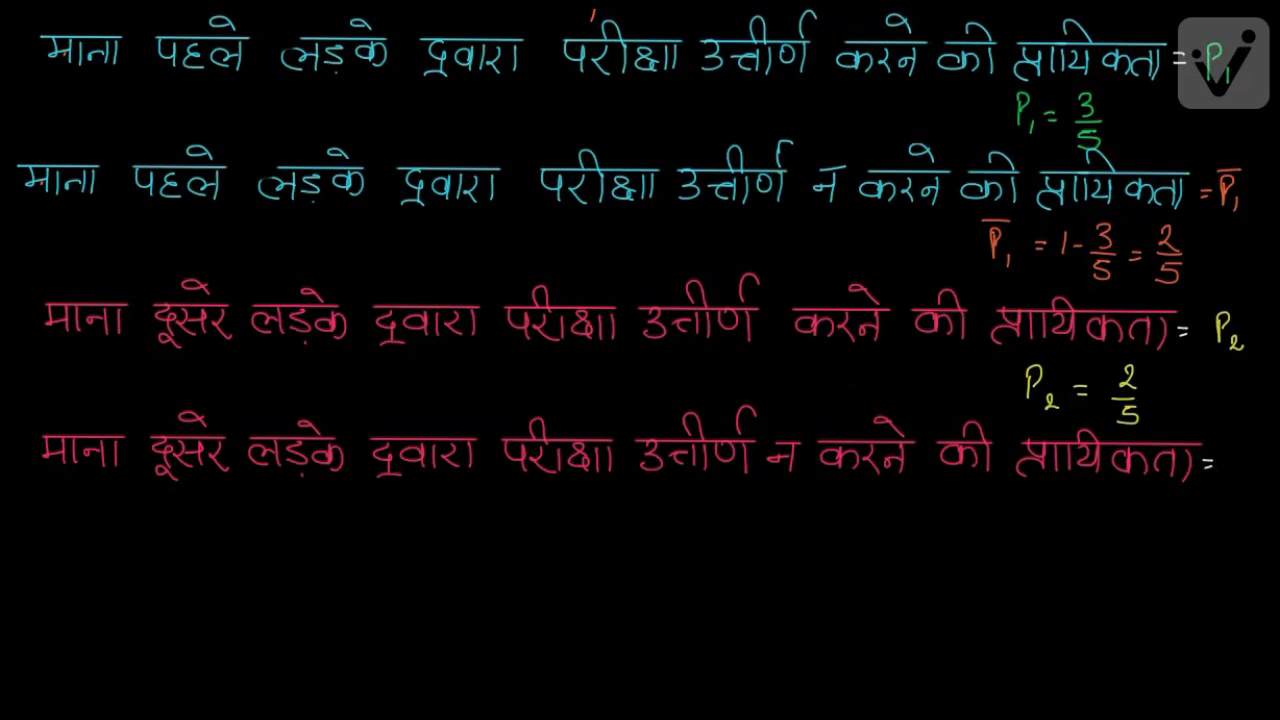 माना पहले लड़के द्वारा परीक्षा उत्तीर्ण करने की प्रायिकता = P₁
P₁ = 3/5
माना पहले लड़के द्वारा परीक्षा उत्तीर्ण न करने की प्रायिकता = P̅₁
P̅₁ = 1 - 3/5 = 2/5
माना दूसरे लड़के द्वारा परीक्षा उत्तीर्ण करने की प्रायिकता = P₂
P₂ = 2/5
माना दूसरे लड़के द्वारा परीक्षा उत्तीर्ण न करने की प्रायिकता =